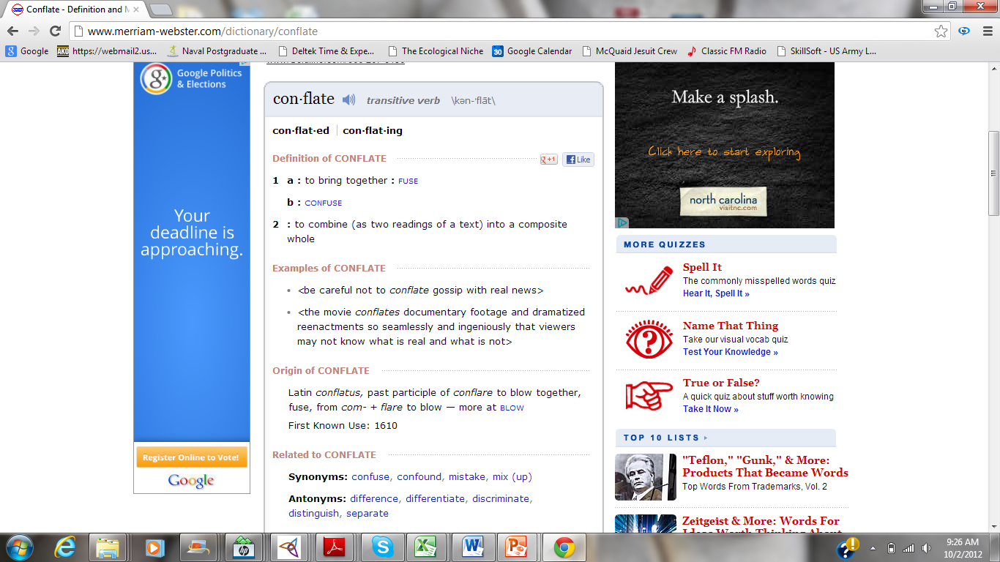 Conflate - Definition and M
www.merriam-webster.com/dictionary/conflate
Google
AKO
https://webmail2.us...
Naval Postgraduate ...
Deltek Time & Expe...
The Ecological Niche
30
Google Calendar
McQuaid Jesuit Crew
Classic FM Radio
SkillSoft - US Army L...
g
Google Politics
& Elections
Your
deadline is
approaching.
Register Online to Vote!
Google
con·flate
transitive verb
\kən-ˈflāt\
con·flat·ed
con·flat·ing
Definition of CONFLATE
g +1
Like
1 a : to bring together : FUSE
b : CONFUSE
2 : to combine (as two readings of a text) into a composite
whole
Examples of CONFLATE
• <be careful not to conflate gossip with real news>
• <the movie conflates documentary footage and dramatized
reenactments so seamlessly and ingeniously that viewers
may not know what is real and what is not>
Origin of CONFLATE
Latin conflatus, past participle of conflare to blow together,
fuse, from com- + flare to blow — more at BLOW
First Known Use: 1610
Related to CONFLATE
Synonyms: confuse, confound, mistake, mix (up)
Antonyms: difference, differentiate, discriminate,
distinguish, separate
Make a splash.
Click here to start exploring
north carolina
visitnc.com
MORE QUIZZES
Spell It
The commonly misspelled words quiz
Hear It, Spell It »
Name That Thing
Take our visual vocab quiz
Test Your Knowledge »
True or False?
A quick quiz about stuff worth knowing
Take It Now »
TOP 10 LISTS
"Teflon," "Gunk," & More:
Products That Became Words
Top Words From Trademarks, Vol. 2
Zeitgeist & More: Words For
Ideas Worth Thinking About
9:26 AM
10/2/2012